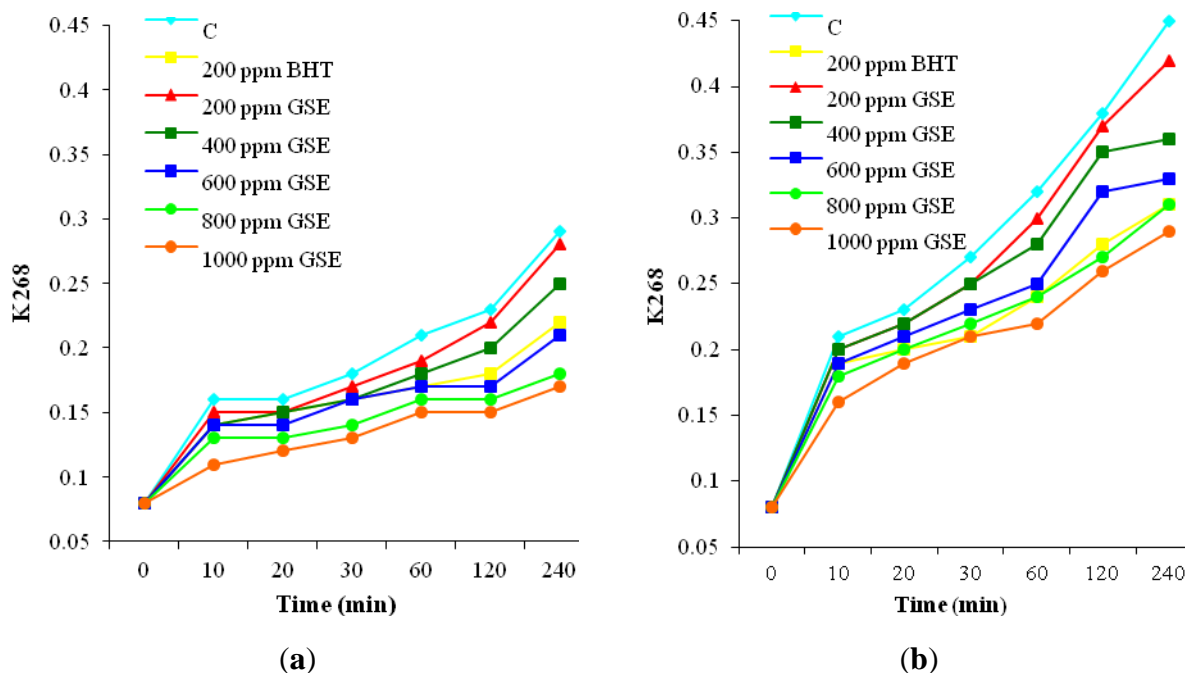 0.45
0.4
0.35
0.3
0.25
0.2
0.15
0.1
0.05
K268
C
200 ppm BHT
200 ppm GSE
400 ppm GSE
600 ppm GSE
800 ppm GSE
1000 ppm GSE
0 10 20 30 60 120 240
Time (min)
(a)
0.45
0.4
0.35
0.3
0.25
0.2
0.15
0.1
0.05
K268
C
200 ppm BHT
200 ppm GSE
400 ppm GSE
600 ppm GSE
800 ppm GSE
1000 ppm GSE
0 10 20 30 60 120 240
Time (min)
(b)